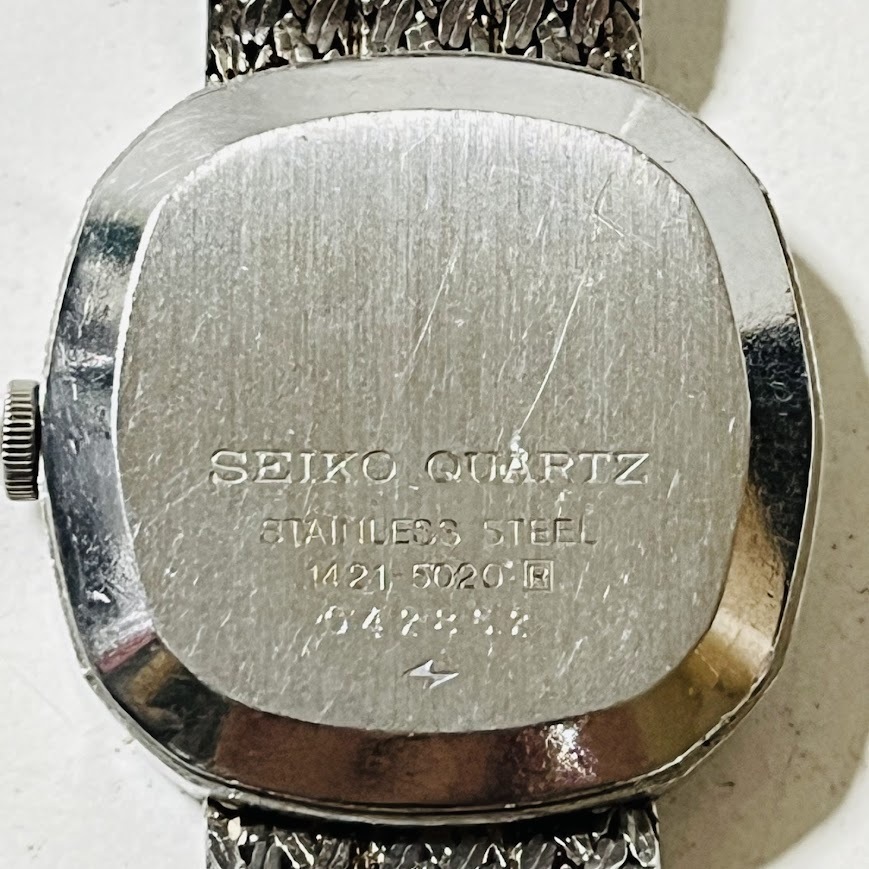 SEIKO QUARTZ
STAINLESS STEEL
1421-5020 R